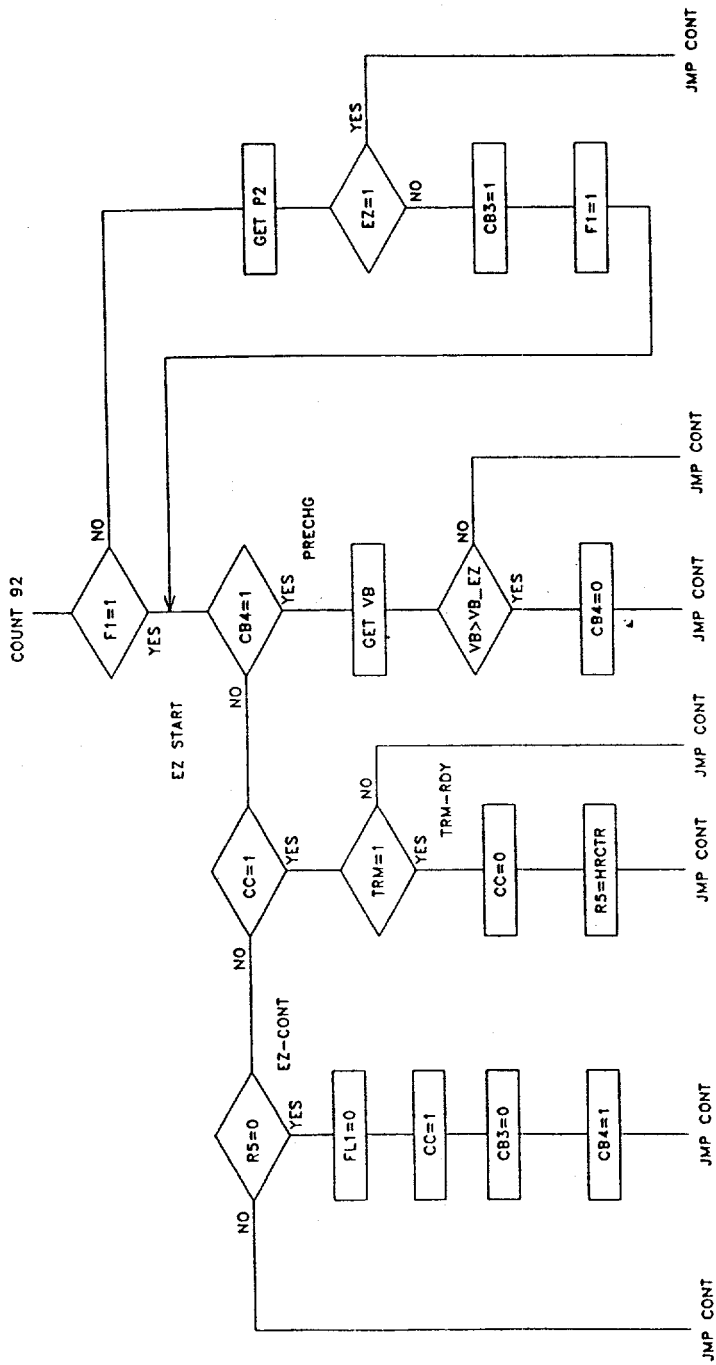 COUNT 92
F1=1
NO
YES
GET P2
EZ=1
YES
NO
CB3=1
F1=1
JMP CONT
EZ START
CB4=1
NO
YES
PRECHG
GET VB
VB>VB_EZ
NO
YES
CB4=0
JMP CONT
JMP CONT
CC=1
NO
YES
TRM=1
NO
YES
TRM-RDY
CC=0
R5=HRCTR
JMP CONT
JMP CONT
EZ-CONT
R5=0
NO
YES
FL1=0
CC=1
CB3=0
CB4=1
JMP CONT
JMP CONT